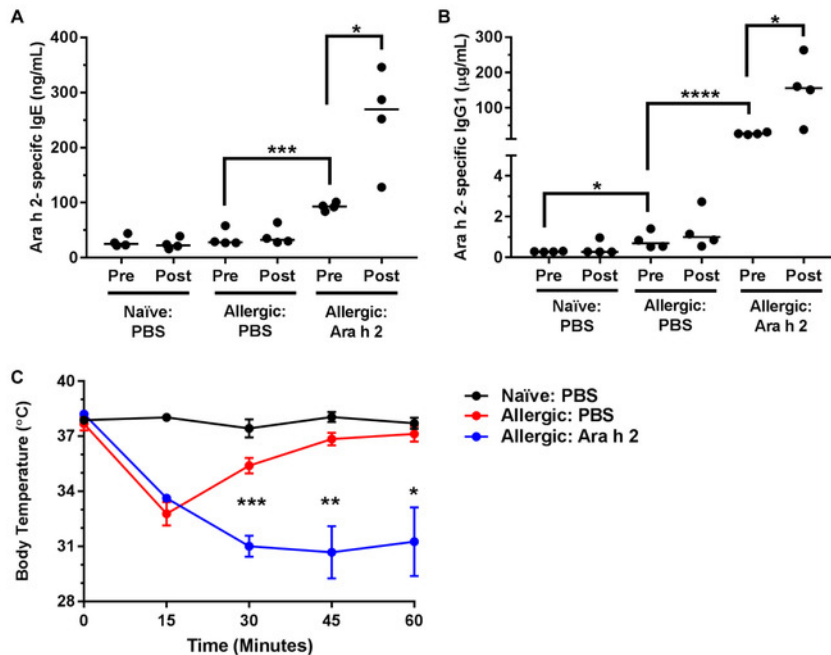 A
Ara h 2- specifc IgE (ng/mL)
400
300
200
100
0
***
*
Pre Post Pre Post Pre Post
Naïve: PBS
Allergic: PBS
Allergic: Ara h 2
B
Ara h 2-specific IgG1 (µg/mL)
300
250
200
150
100
50
4
2
0
*
****
*
Pre Post Pre Post Pre Post
Naïve: PBS
Allergic: PBS
Allergic: Ara h 2
C
Body Temperature (°C)
40
37
34
31
28
*** ** *
0 15 30 45 60
Time (Minutes)
Naïve: PBS
Allergic: PBS
Allergic: Ara h 2